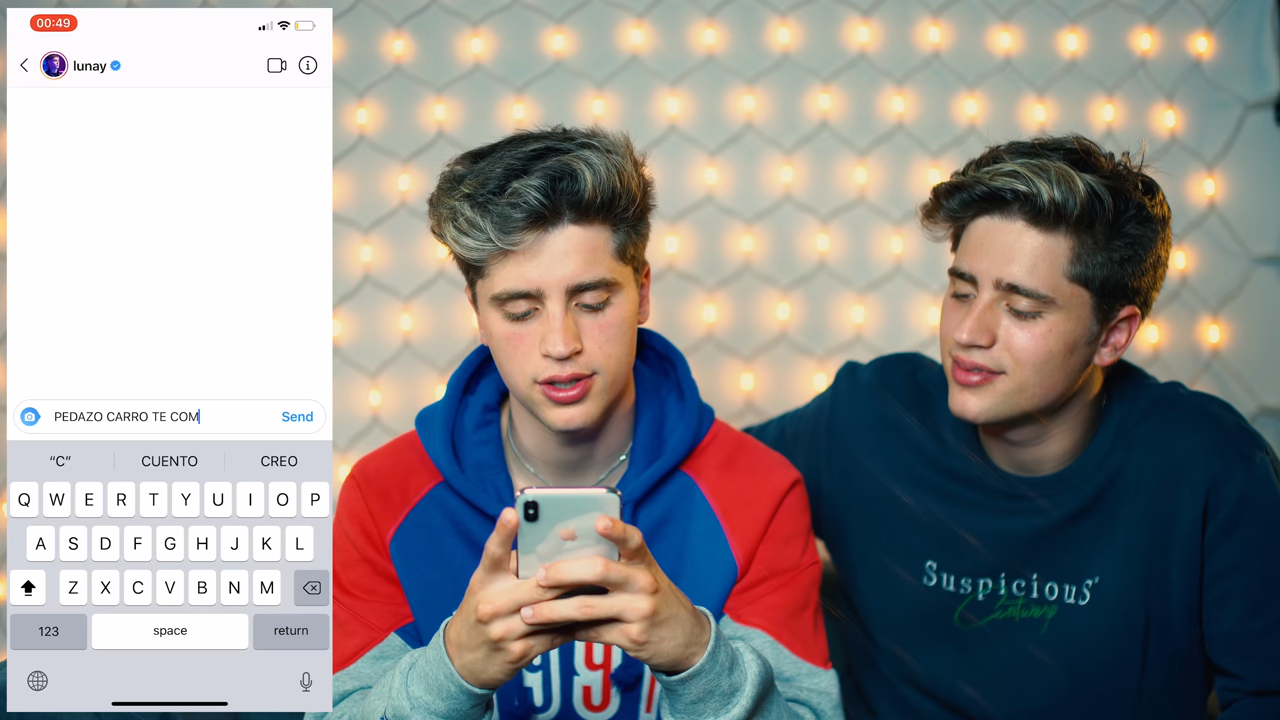 00:49
lunay
PEDAZO CARRO TE COM
Send
“C”
CUENTO
CREO
Q W E R T Y U I O P
A S D F G H J K L
Z X C V B N M
123
space
return
SuspiciouS'